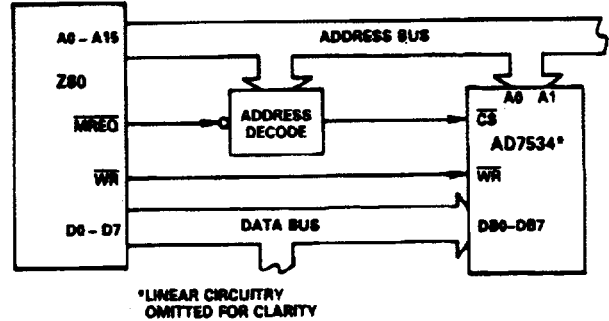 A0 – A15
ADDRESS BUS
Z80
A0 A1
MREQ
ADDRESS
DECODE
CS
AD7534*
WR
WR
D0 – D7
DATA BUS
DB0–DB7
*LINEAR CIRCUITRY
OMITTED FOR CLARITY